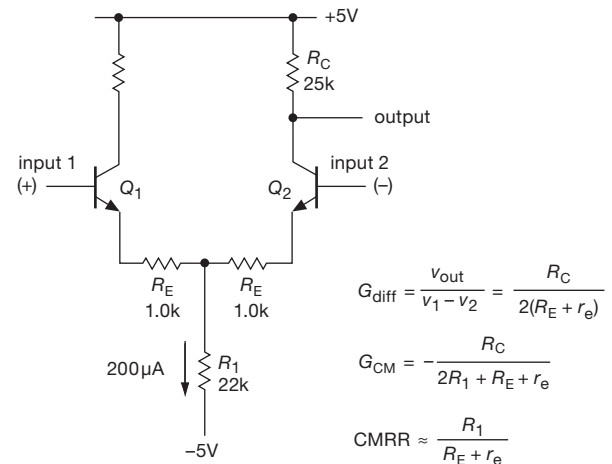 +5V
R_C
25k
output
input 1
(+)
Q_1
input 2
(–)
Q_2
R_E
1.0k
R_E
1.0k
200µA
R_1
22k
–5V
G_diff = v_out / (v_1 – v_2) = R_C / 2(R_E + r_e)
G_CM = – R_C / (2R_1 + R_E + r_e)
CMRR ≈ R_1 / (R_E + r_e)